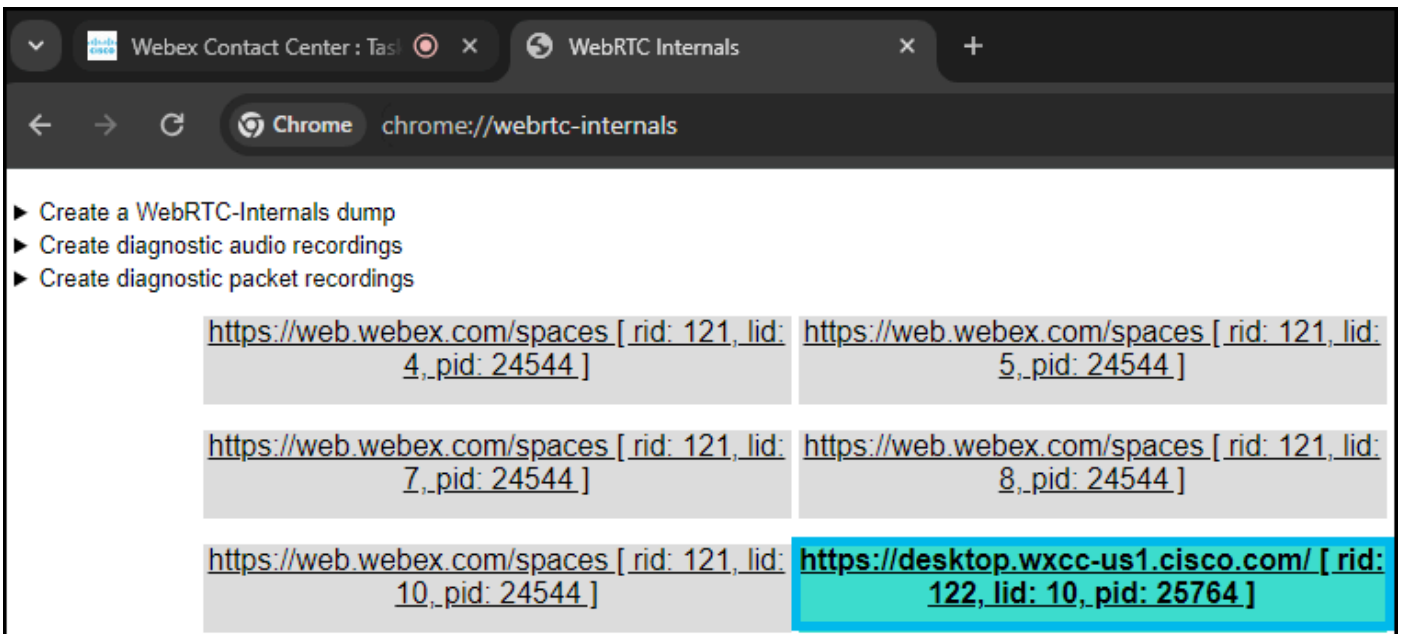 Webex Contact Center : Tas
WebRTC Internals
Chrome chrome://webrtc-internals
Create a WebRTC-Internals dump
Create diagnostic audio recordings
Create diagnostic packet recordings
https://web.webex.com/spaces [ rid: 121, lid:
4, pid: 24544 ]
https://web.webex.com/spaces [ rid: 121, lid:
5, pid: 24544 ]
https://web.webex.com/spaces [ rid: 121, lid:
7, pid: 24544 ]
https://web.webex.com/spaces [ rid: 121, lid:
8, pid: 24544 ]
https://web.webex.com/spaces [ rid: 121, lid:
10, pid: 24544 ]
https://desktop.wxcc-us1.cisco.com/ [ rid:
122, lid: 10, pid: 25764 ]